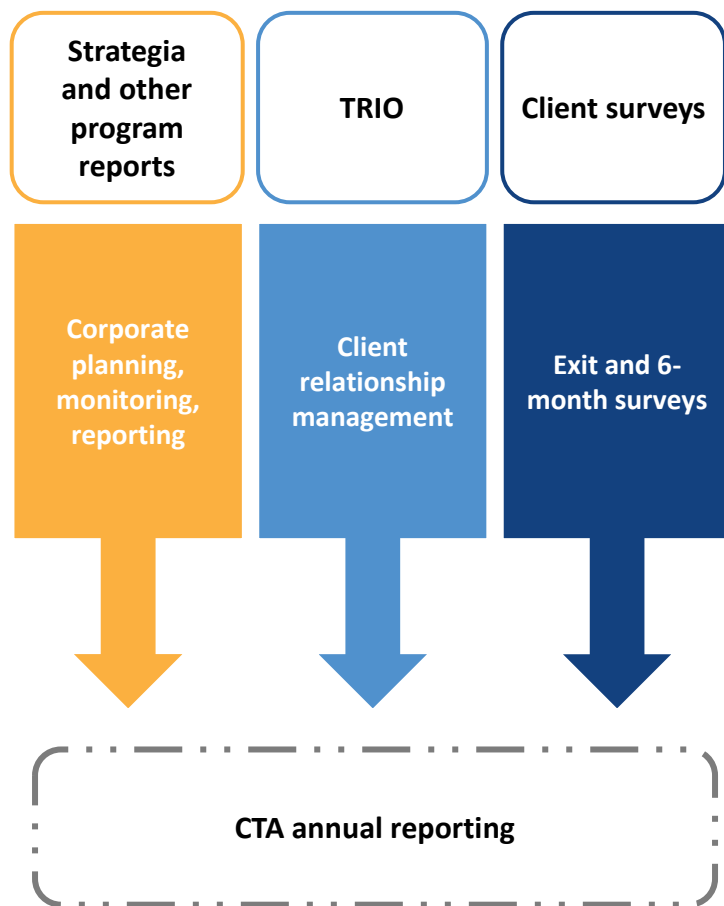 Strategia
and other
program
reports
TRIO
Client surveys
Corporate
planning,
monitoring,
reporting
Client
relationship
management
Exit and 6-
month surveys
CTA annual reporting